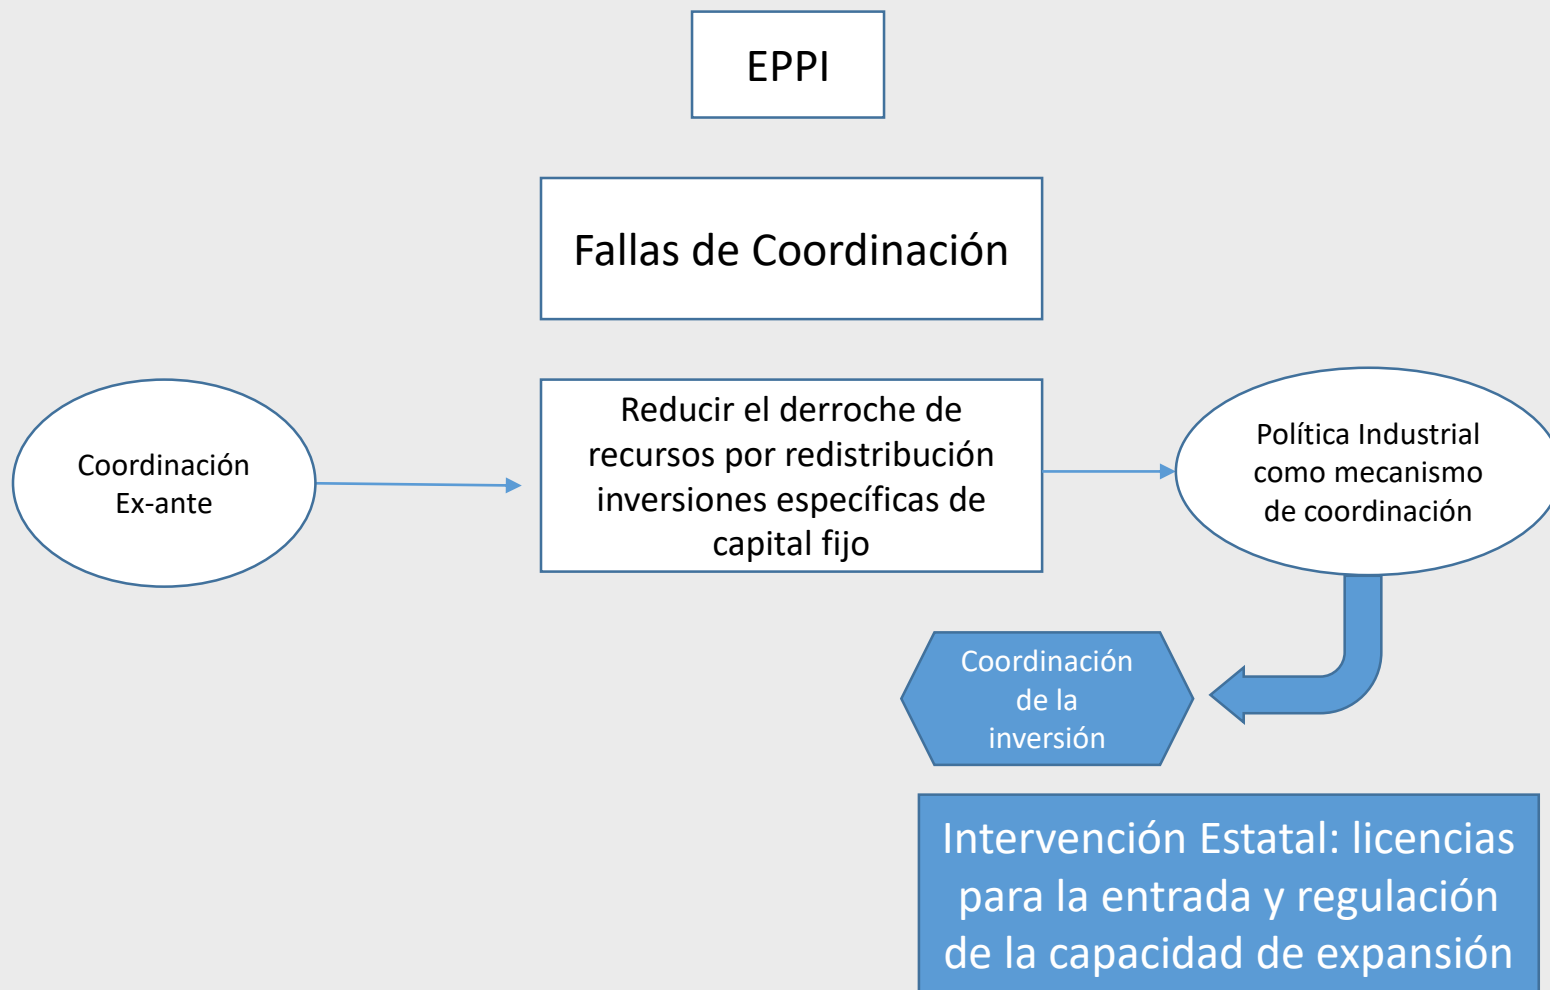 EPPI
Fallas de Coordinación
Coordinación
Ex-ante
Reducir el derroche de
recursos por redistribución
inversiones específicas de
capital fijo
Política Industrial
como mecanismo
de coordinación
Coordinación
de la
inversión
Intervención Estatal: licencias
para la entrada y regulación
de la capacidad de expansión